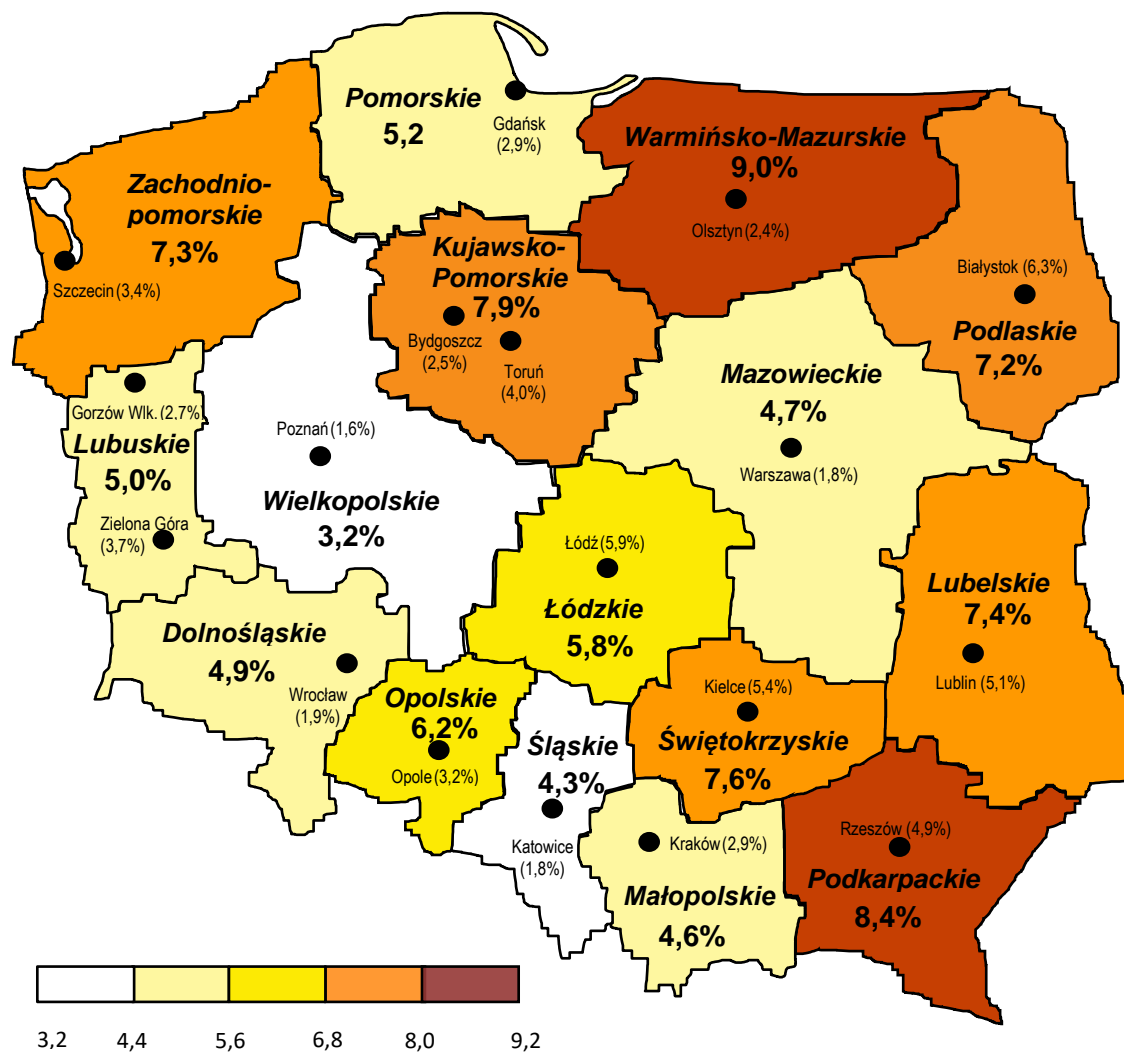 Pomorskie
5,2
Gdańsk
(2,9%)
Warmińsko-Mazurskie
9,0%
Olsztyn (2,4%)
Zachodnio-
pomorskie
7,3%
Szczecin (3,4%)
Kujawsko-
Pomorskie
7,9%
Bydgoszcz
(2,5%)
Toruń
(4,0%)
Białystok (6,3%)
Podlaskie
7,2%
Mazowieckie
4,7%
Warszawa (1,8%)
Gorzów Wlk. (2,7%)
Lubuskie
5,0%
Zielona Góra
(3,7%)
Poznań (1,6%)
Wielkopolskie
3,2%
Łódź (5,9%)
Łódzkie
5,8%
Lubelskie
7,4%
Lublin (5,1%)
Dolnośląskie
4,9%
Wrocław
(1,9%)
Opolskie
6,2%
Opole (3,2%)
Śląskie
4,3%
Katowice
(1,8%)
Kielce (5,4%)
Świętokrzyskie
7,6%
Kraków (2,9%)
Małopolskie
4,6%
Rzeszów (4,9%)
Podkarpackie
8,4%
3,2 4,4 5,6 6,8 8,0 9,2